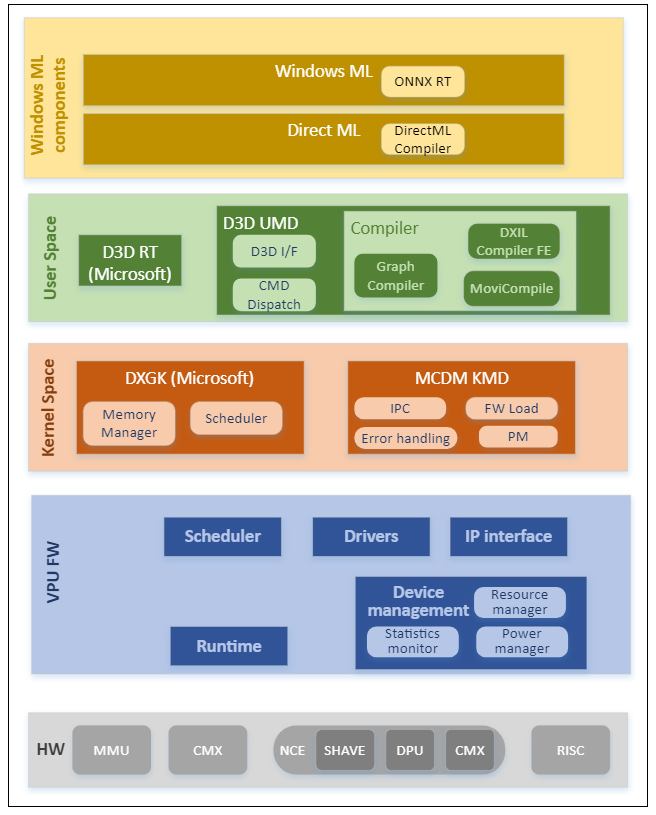 Windows ML
components
Windows ML
ONNX RT
Direct ML
DirectML
Compiler
User Space
D3D RT
(Microsoft)
D3D UMD
D3D I/F
CMD
Dispatch
Compiler
Graph
Compiler
DXIL
Compiler FE
MoviCompile
Kernel Space
DXGK (Microsoft)
Memory
Manager
Scheduler
MCDM KMD
IPC
FW Load
Error handling
PM
VPU FW
Scheduler
Drivers
IP interface
Runtime
Device
management
Resource
manager
Statistics
monitor
Power
manager
HW
MMU
CMX
NCE
SHAVE
DPU
CMX
RISC